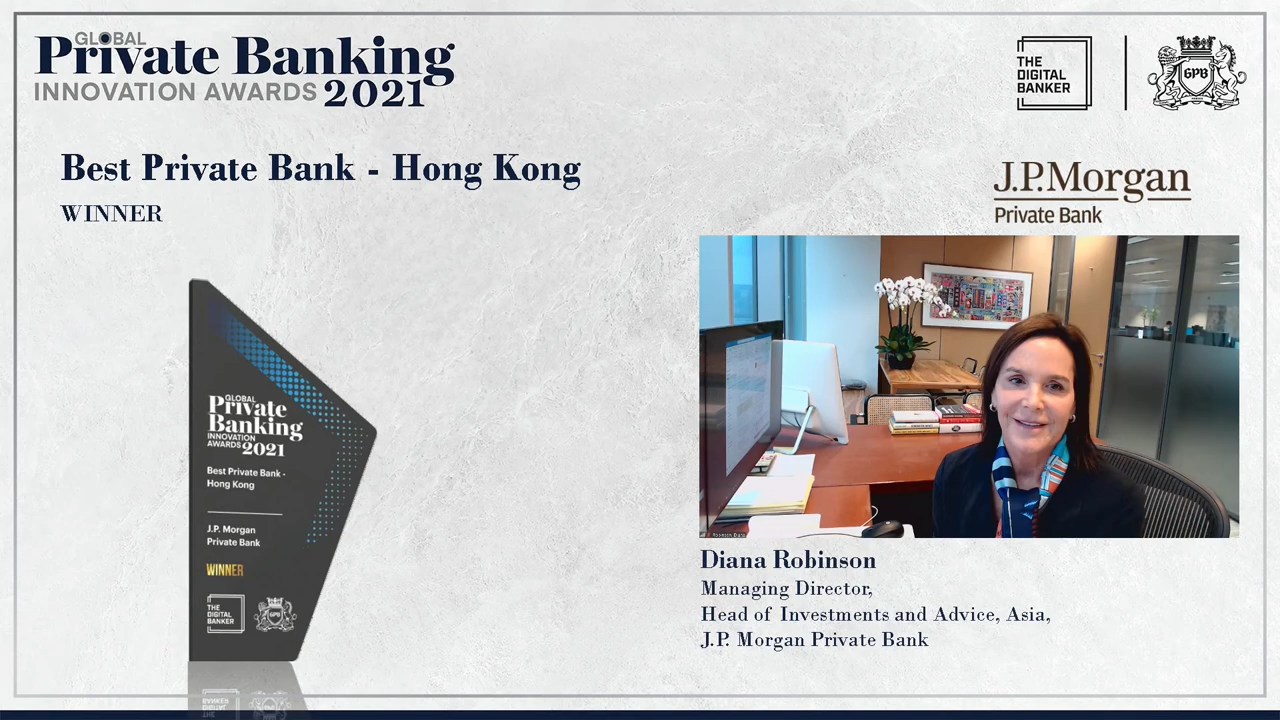 GLOBAL
Private Banking
INNOVATION AWARDS 2021
THE
DIGITAL
BANKER
GPB
Best Private Bank - Hong Kong
WINNER
J.P.Morgan
Private Bank
GLOBAL
Private
Banking
INNOVATION
AWARDS 2021
Best Private Bank -
Hong Kong
J.P. Morgan
Private Bank
WINNER
THE
DIGITAL
BANKER
GPB
Diana Robinson
Managing Director,
Head of Investments and Advice, Asia,
J.P. Morgan Private Bank